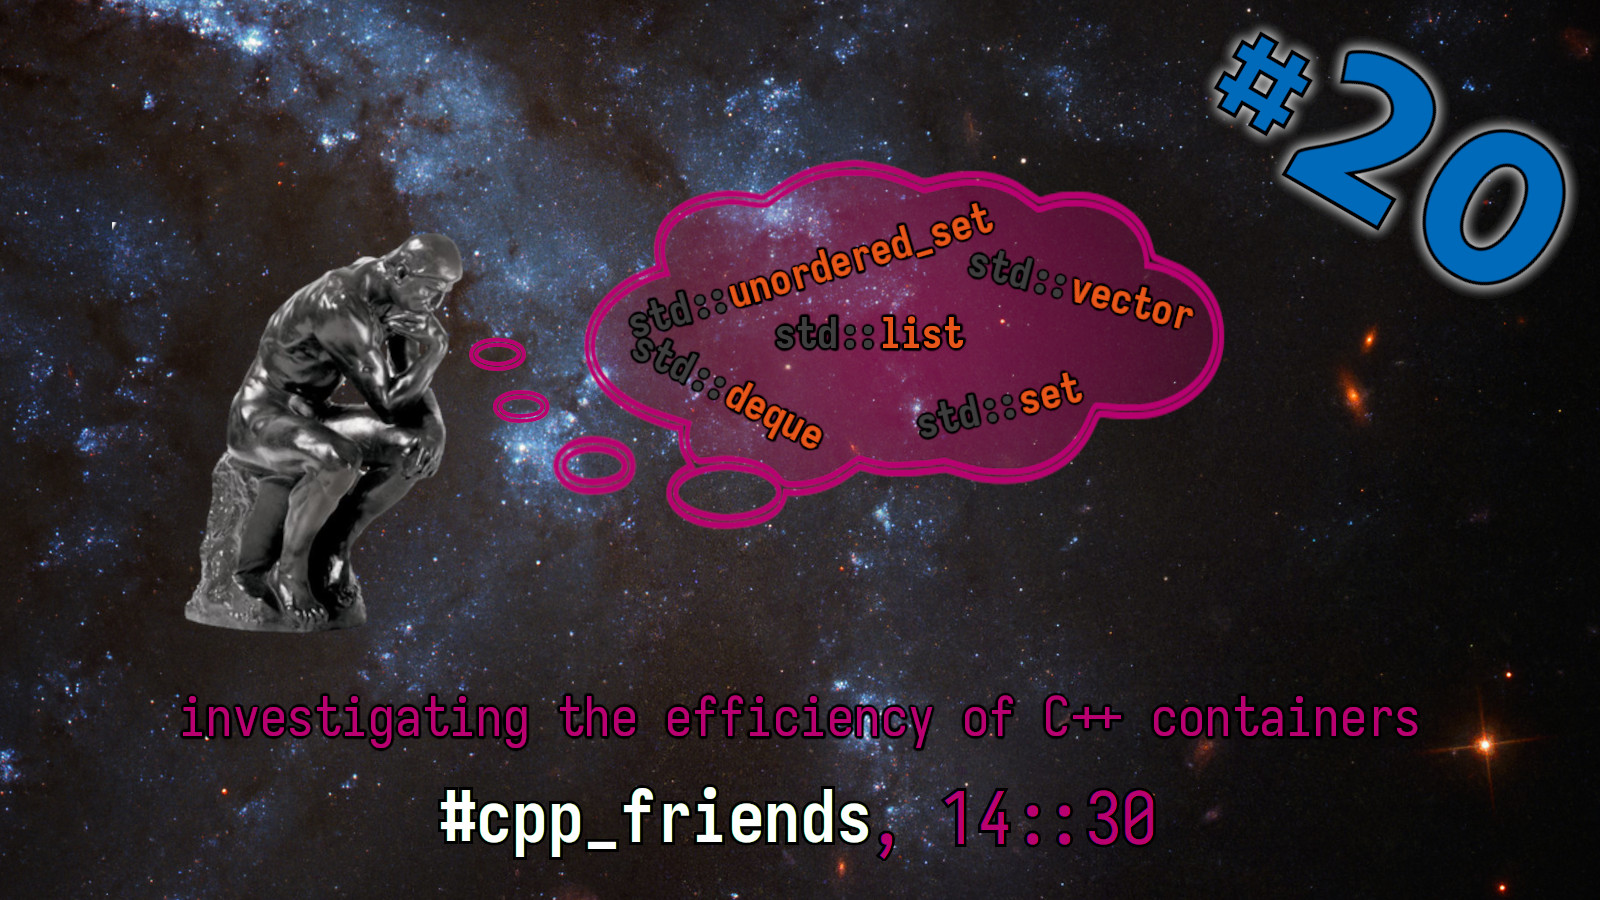 #20
std::unordered_set
std::vector
std::list
std::deque
std::set
investigating the efficiency of C++ containers
#cpp_friends, 14::30